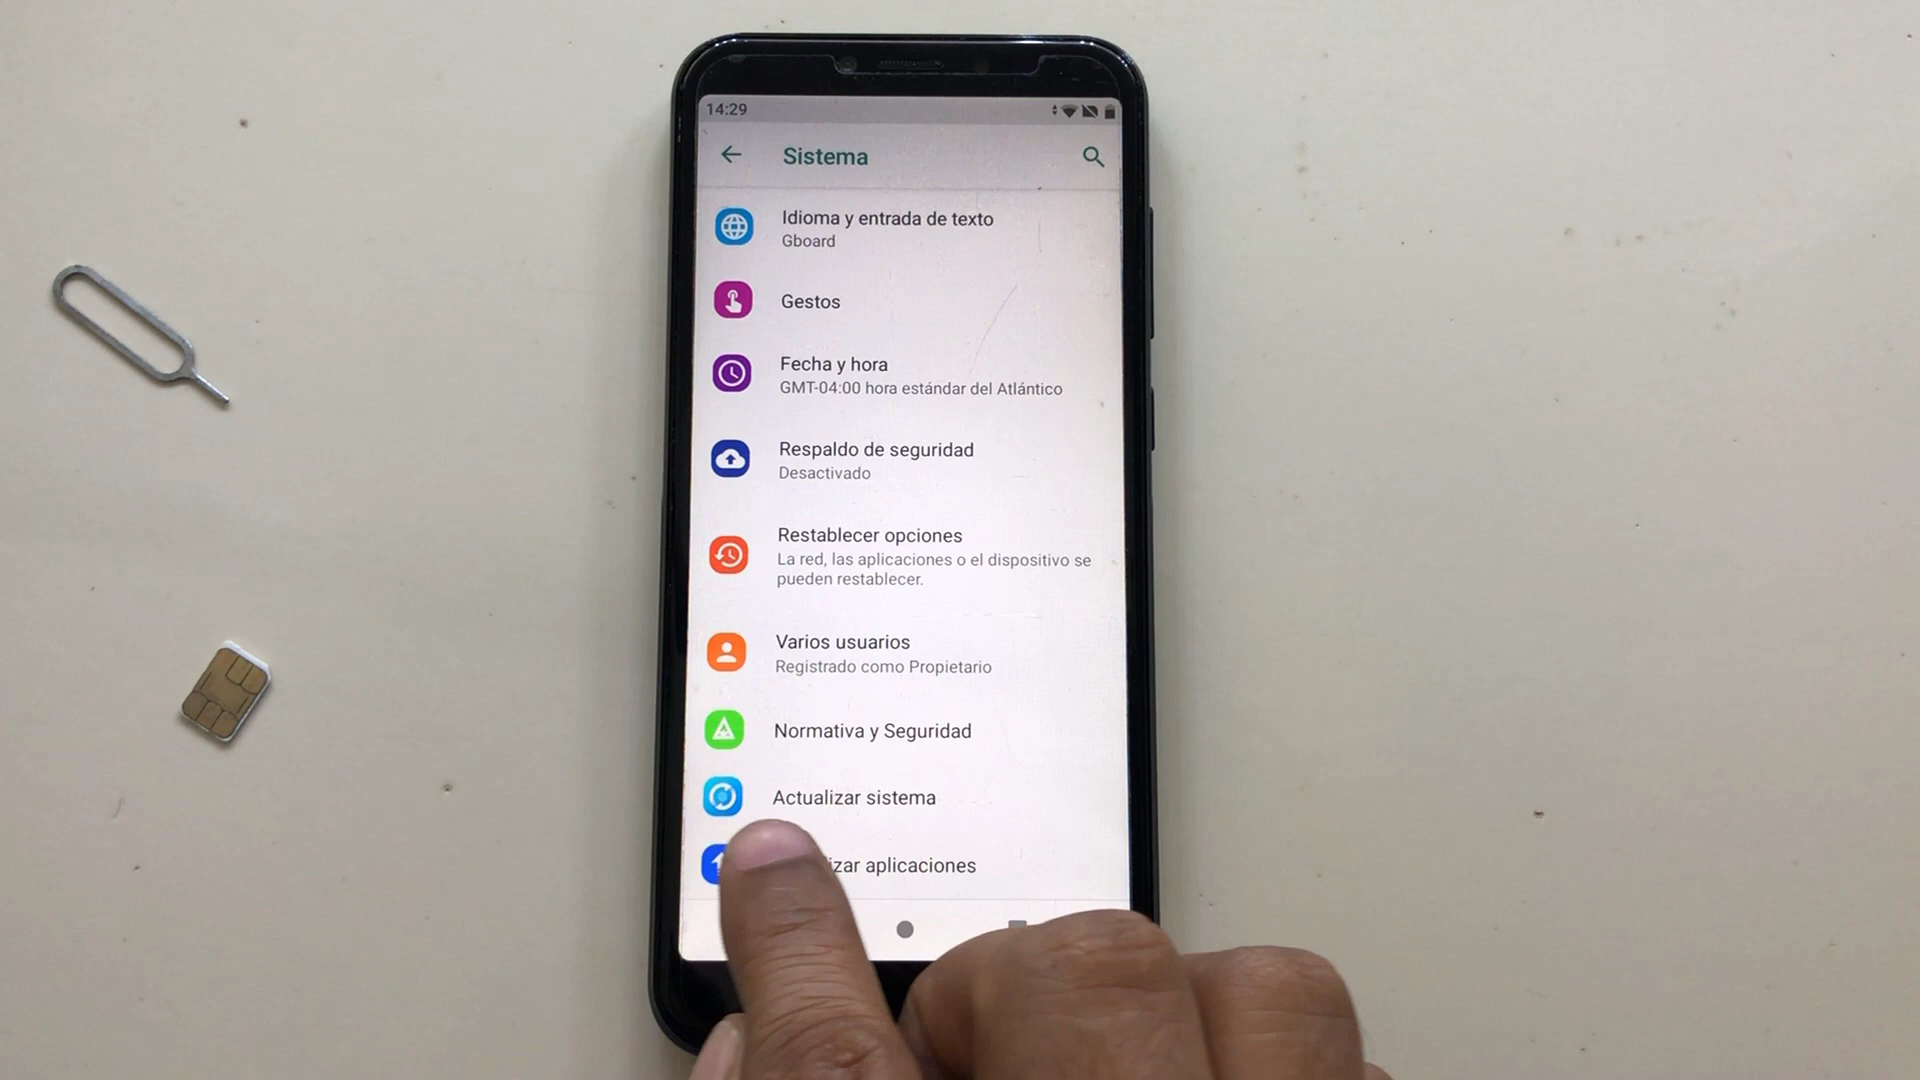 14:29
Sistema
Idioma y entrada de texto
Gboard
Gestos
Fecha y hora
GMT-04:00 hora estándar del Atlántico
Respaldo de seguridad
Desactivado
Restablecer opciones
La red, las aplicaciones o el dispositivo se
pueden restablecer.
Varios usuarios
Registrado como Propietario
Normativa y Seguridad
Actualizar sistema
aplicaciones